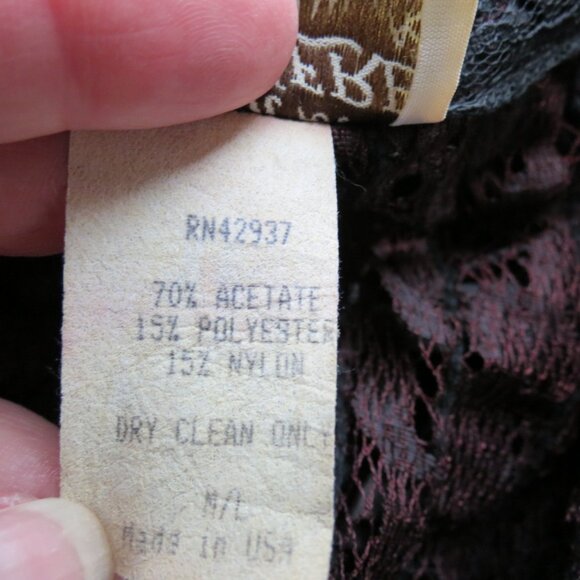 RN42937
70% ACETATE
15% POLYESTER
15% NYLON
DRY CLEAN ONLY
M/L
Made in USA